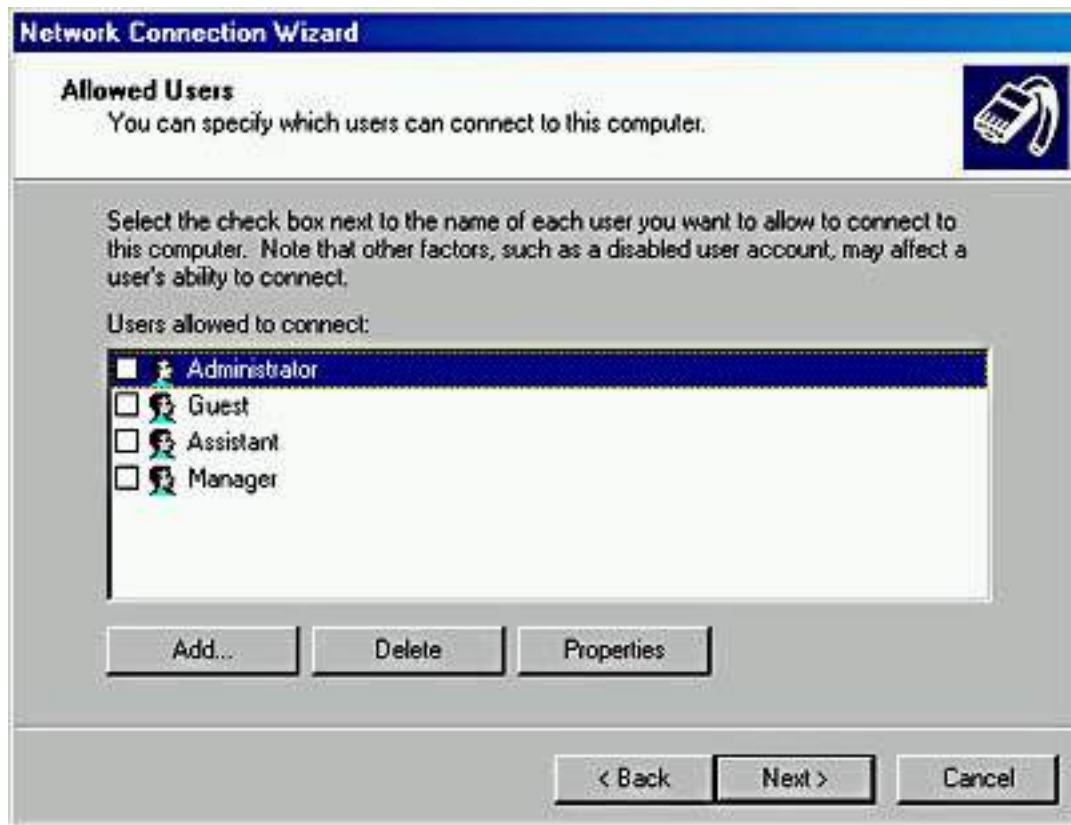 Network Connection Wizard
Allowed Users
You can specify which users can connect to this computer.
Select the check box next to the name of each user you want to allow to connect to
this computer. Note that other factors, such as a disabled user account, may affect a
user's ability to connect.
Users allowed to connect:
Administrator
Guest
Assistant
Manager
Add...
Delete
Properties
< Back
Next >
Cancel